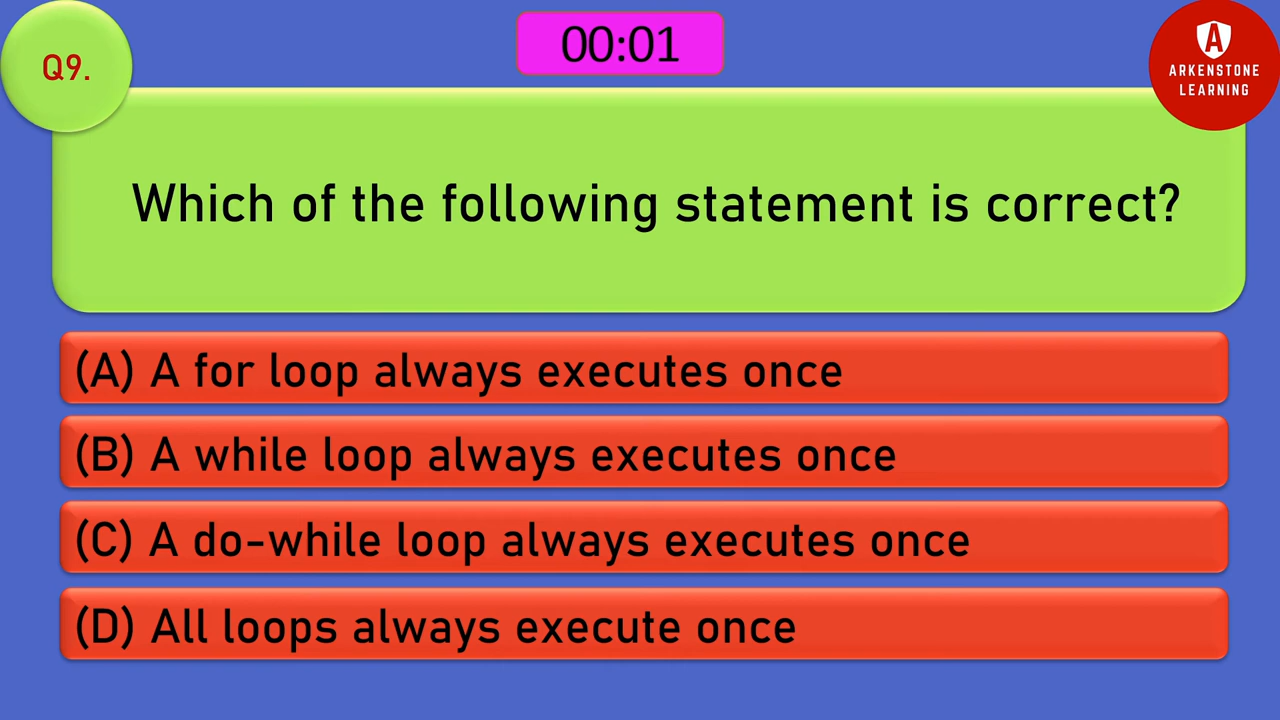 Q9.
00:01
A
ARKENSTONE
LEARNING
Which of the following statement is correct?
(A) A for loop always executes once
(B) A while loop always executes once
(C) A do-while loop always executes once
(D) All loops always execute once